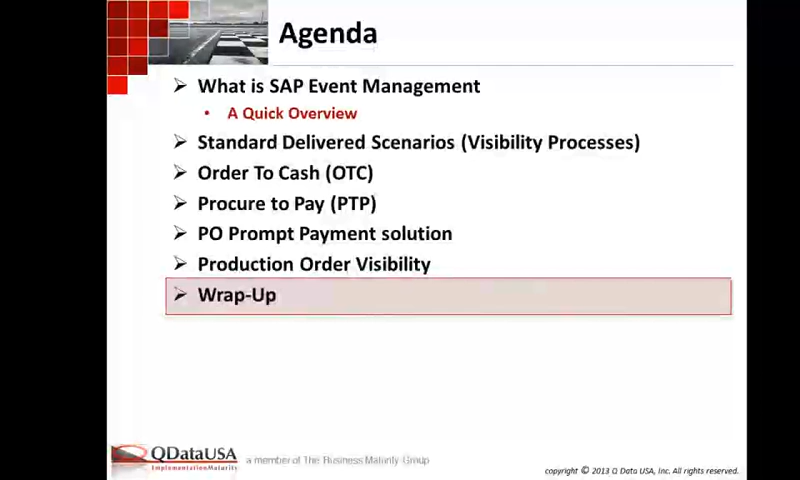 Agenda
What is SAP Event Management
A Quick Overview
Standard Delivered Scenarios (Visibility Processes)
Order To Cash (OTC)
Procure to Pay (PTP)
PO Prompt Payment solution
Production Order Visibility
Wrap-Up
QDataUSA
ImplementationMaturity
a member of The Business Maturity-Group
copyright © 2013 Q Data USA, Inc. All rights reserved.